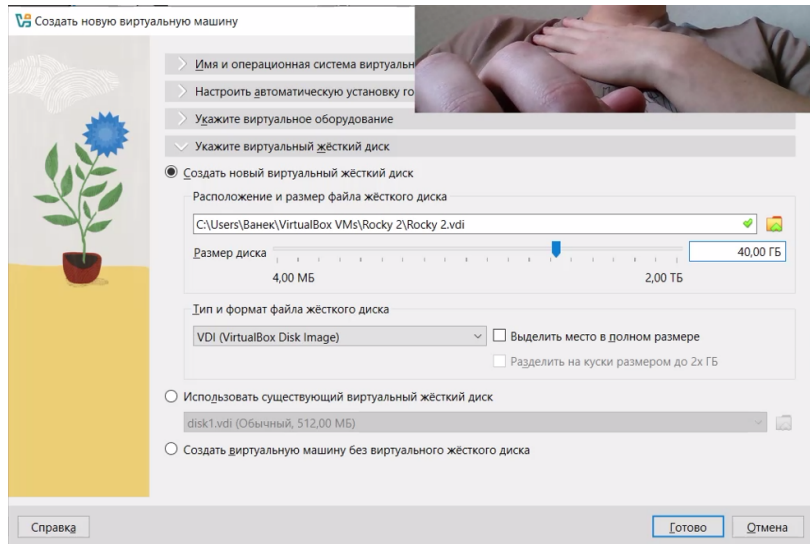 Создать новую виртуальную машину
Имя и операционная система виртуальн
Настроить автоматическую установку го
Укажите виртуальное оборудование
Укажите виртуальный жёсткий диск
Создать новый виртуальный жёсткий диск
Расположение и размер файла жёсткого диска
C:\Users\Ванек\VirtualBox VMs\Rocky 2\Rocky 2.vdi
Размер диска 40,00 ГБ
4,00 МБ 2,00 ТБ
Тип и формат файла жёсткого диска
VDI (VirtualBox Disk Image) Выделить место в полном размере
Разделить на куски размером до 2х ГБ
Использовать существующий виртуальный жёсткий диск
disk1.vdi (Обычный, 512,00 МБ)
Создать виртуальную машину без виртуального жёсткого диска
Справка Готово Отмена